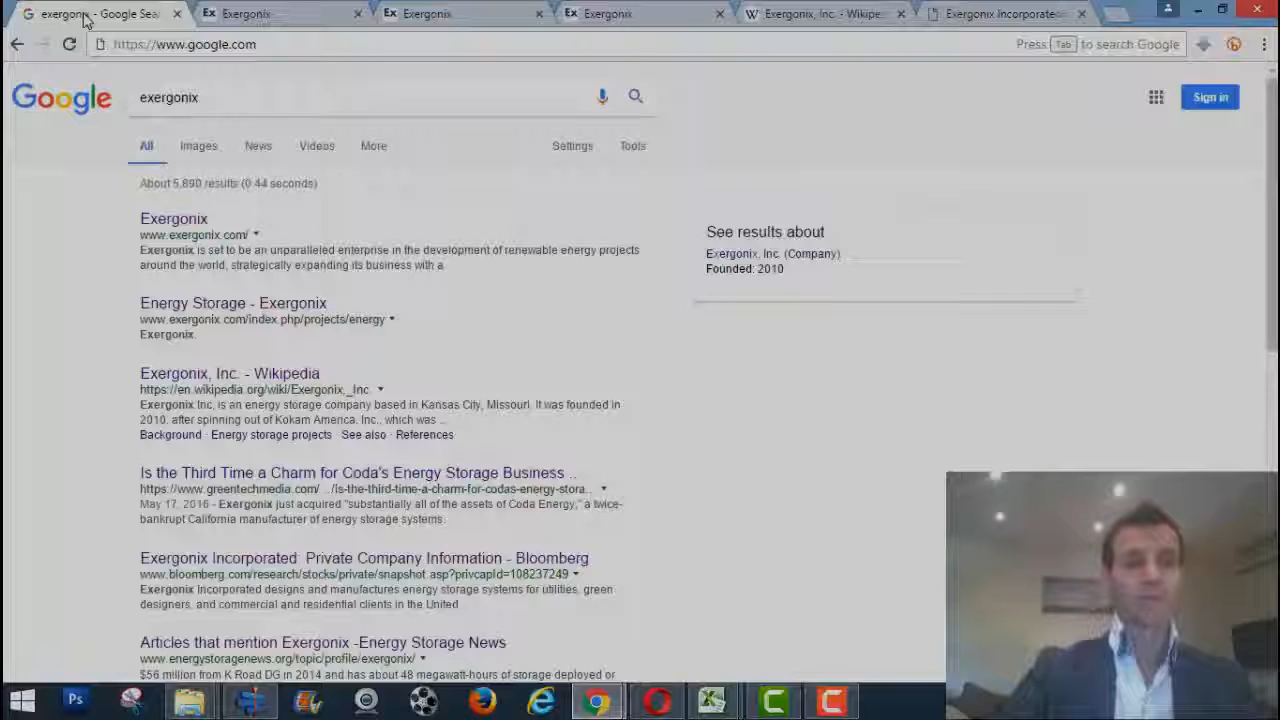 exergonix - Google Sea
Exergonix
Exergonix
Exergonix
Exergonix, Inc. - Wikipe
Exergonix Incorporated
https://www.google.com
Press Tab to search Google
Google
exergonix
Sign in
All
Images
News
Videos
More
Settings
Tools
About 5,890 results (0.44 seconds)
Exergonix
www.exergonix.com/
Exergonix is set to be an unparalleled enterprise in the development of renewable energy projects
around the world, strategically expanding its business with a
Energy Storage - Exergonix
www.exergonix.com/index.php/projects/energy
Exergonix
Exergonix, Inc. - Wikipedia
https://en.wikipedia.org/wiki/Exergonix,_Inc.
Exergonix Inc, is an energy storage company based in Kansas City, Missouri. It was founded in
2010, after spinning out of Kokam America, Inc., which was ...
Background · Energy storage projects · See also · References
Is the Third Time a Charm for Coda's Energy Storage Business ...
https://www.greentechmedia.com/.../is-the-third-time-a-charm-for-codas-energy-stora...
May 17, 2016 - Exergonix just acquired "substantially all of the assets of Coda Energy," a twice-
bankrupt California manufacturer of energy storage systems.
Exergonix Incorporated: Private Company Information - Bloomberg
www.bloomberg.com/research/stocks/private/snapshot.asp?privcapId=108237249
Exergonix Incorporated designs and manufactures energy storage systems for utilities, green
designers, and commercial and residential clients in the United
Articles that mention Exergonix -Energy Storage News
www.energystoragenews.org/topic/profile/exergonix/
$56 million from K Road DG in 2014 and has about 48 megawatt-hours of storage deployed or
See results about
Exergonix, Inc. (Company)
Founded: 2010
Ps